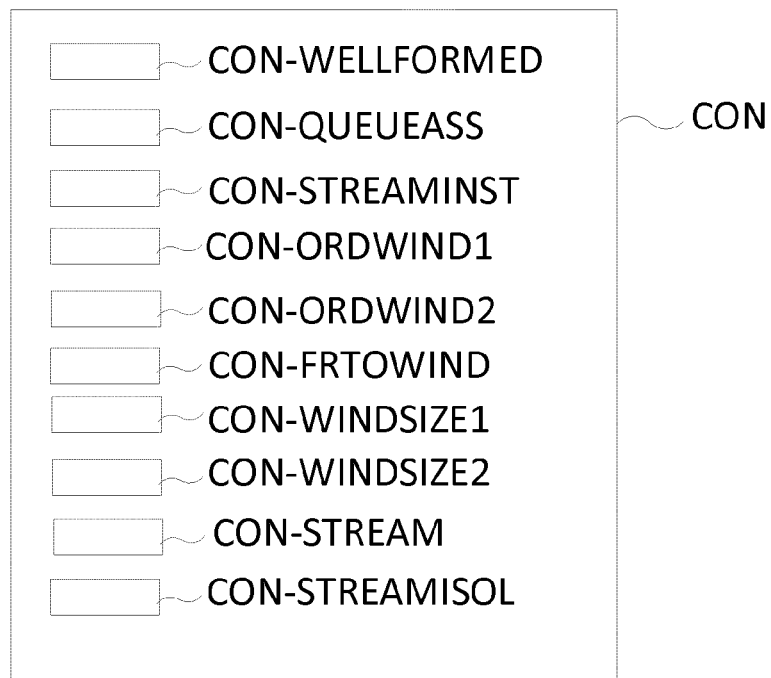 CON-WELLFORMED
CON-QUEUEASS
CON
CON-STREAMINST
CON-ORDWIND1
CON-ORDWIND2
CON-FRTOWIND
CON-WINDSIZE1
CON-WINDSIZE2
CON-STREAM
CON-STREAMISOL